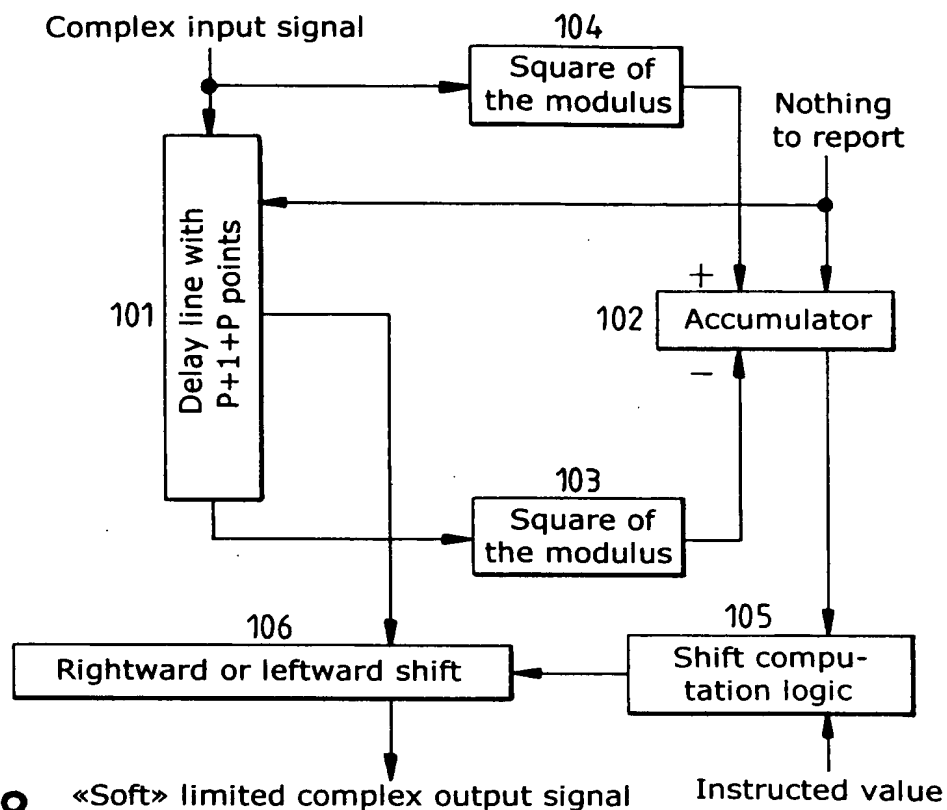 Complex input signal
104
Square of
the modulus
Nothing
to report
Delay line with
P+1+P points
101
+
102
Accumulator
−
103
Square of
the modulus
106
Rightward or leftward shift
105
Shift compu-
tation logic
«Soft» limited complex output signal
Instructed value